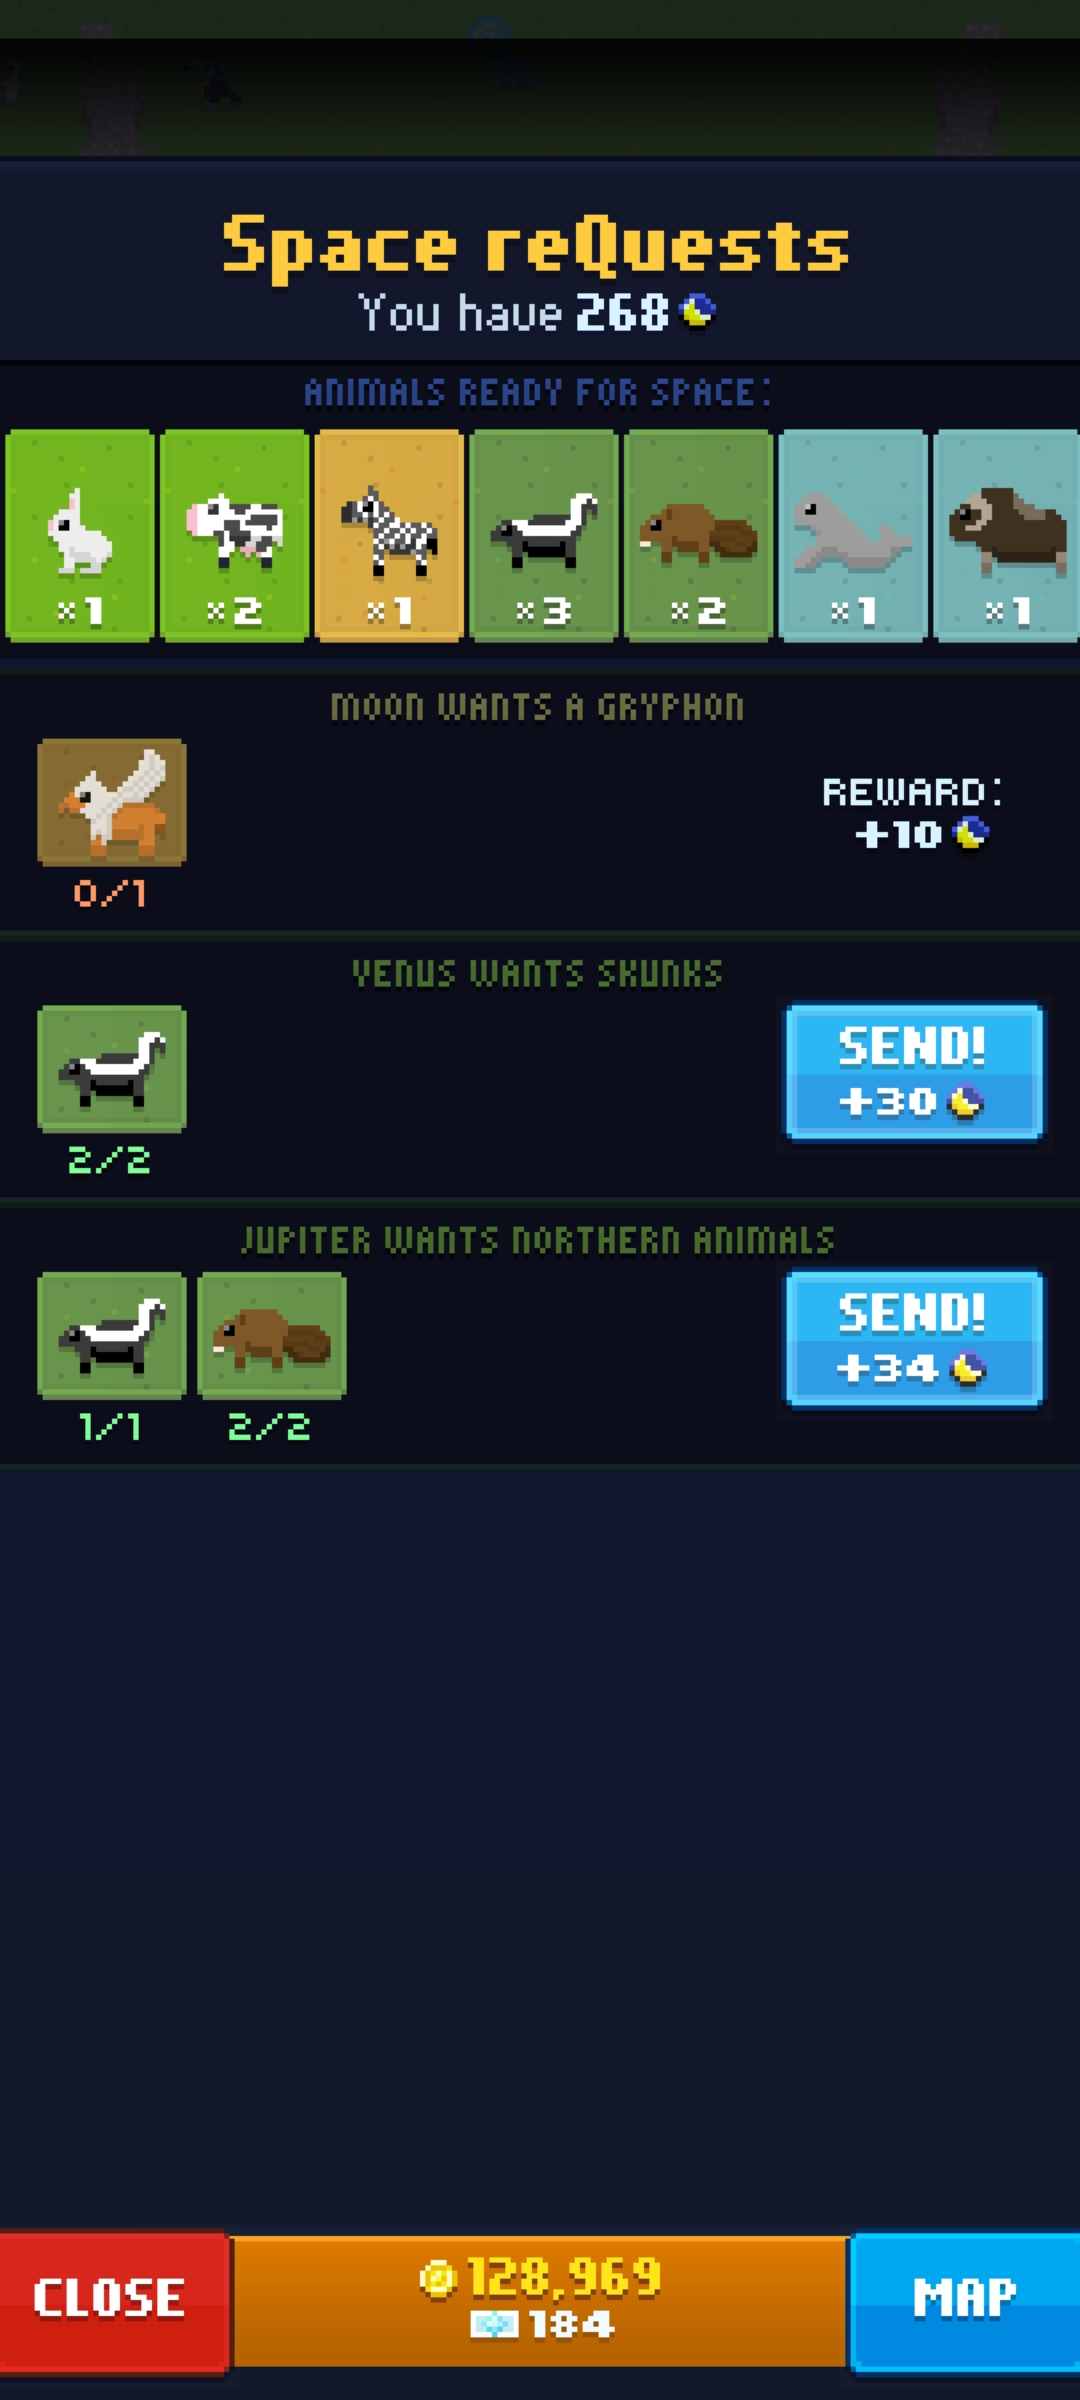 Space reQuests
You have 268
ANIMALS READY FOR SPACE:
×1 ×2 ×1 ×3 ×2 ×1 ×1
MOON WANTS A GRYPHON
REWARD:
+10
0/1
VENUS WANTS SKUNKS
SEND!
+30
2/2
JUPITER WANTS NORTHERN ANIMALS
SEND!
+34
1/1 2/2
CLOSE
128,969
184
MAP